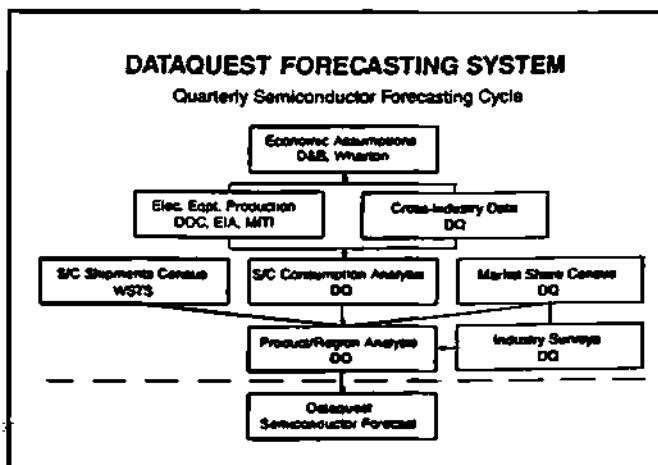 DATAQUEST FORECASTING SYSTEM
Quarterly Semiconductor Forecasting Cycle
Economic Assumptions
D&B, Wharton
Elec. Eqpt. Production
DOC, EIA, MITI
Cross-Industry Data
DQ
S/C Shipments Census
WSTS
S/C Consumption Analysis
DQ
Market Share Census
DQ
Product/Region Analysis
DQ
Industry Surveys
DQ
Dataquest
Semiconductor Forecast